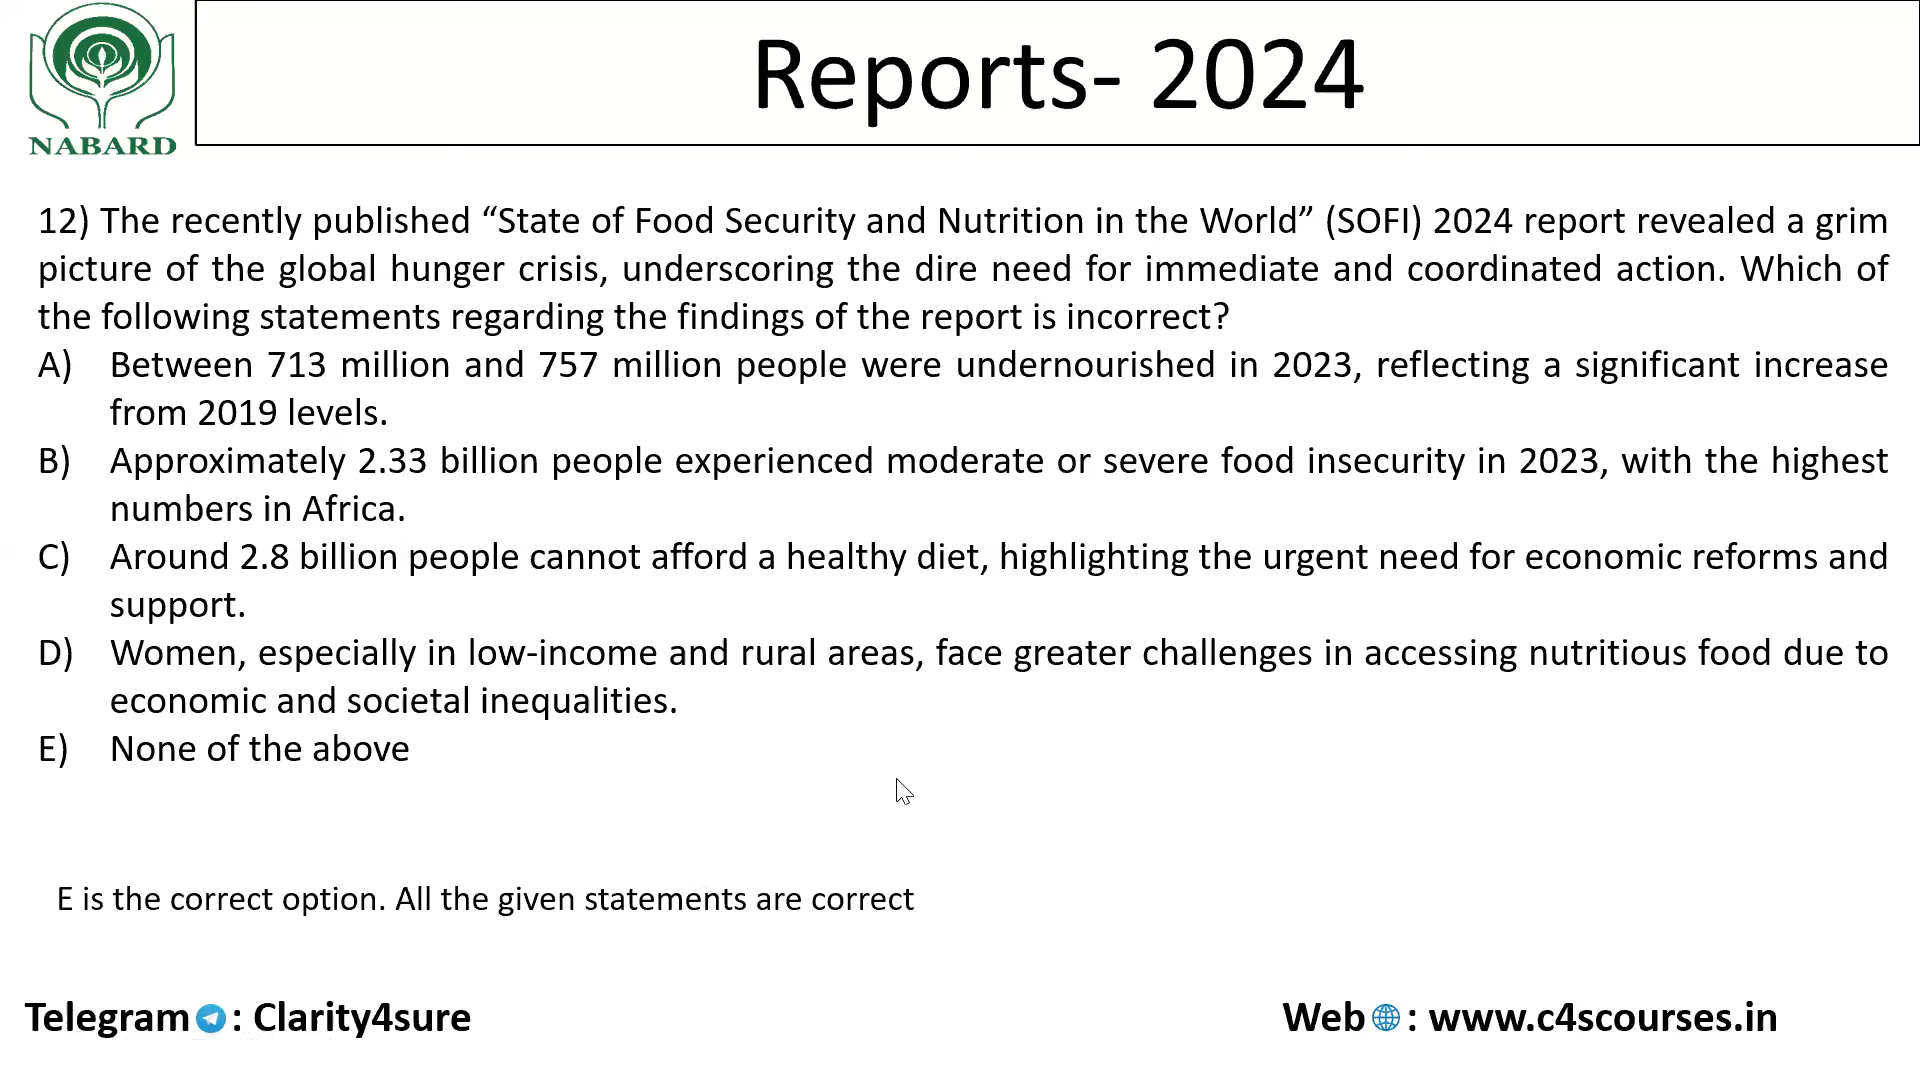 NABARD
Reports- 2024
12) The recently published “State of Food Security and Nutrition in the World” (SOFI) 2024 report revealed a grim
picture of the global hunger crisis, underscoring the dire need for immediate and coordinated action. Which of
the following statements regarding the findings of the report is incorrect?
A) Between 713 million and 757 million people were undernourished in 2023, reflecting a significant increase
from 2019 levels.
B) Approximately 2.33 billion people experienced moderate or severe food insecurity in 2023, with the highest
numbers in Africa.
C) Around 2.8 billion people cannot afford a healthy diet, highlighting the urgent need for economic reforms and
support.
D) Women, especially in low-income and rural areas, face greater challenges in accessing nutritious food due to
economic and societal inequalities.
E) None of the above
E is the correct option. All the given statements are correct
Telegram : Clarity4sure
Web : www.c4scourses.in